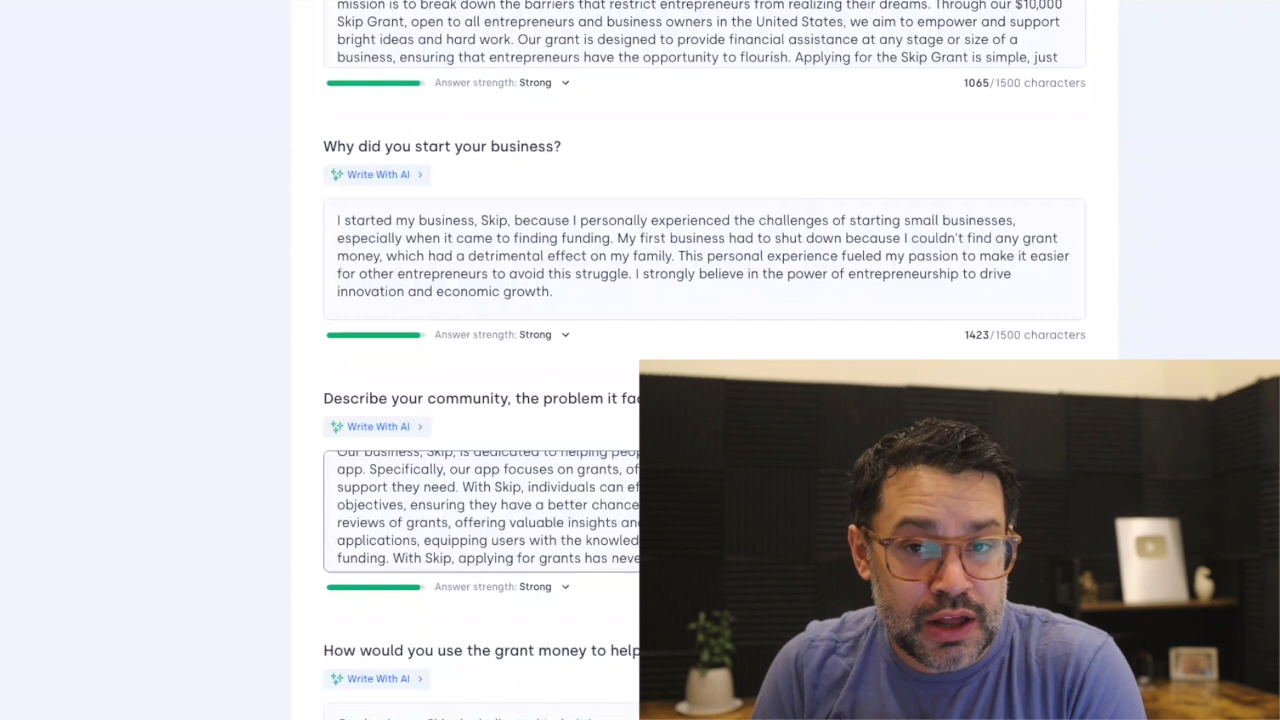 mission is to break down the barriers that restrict entrepreneurs from realizing their dreams. Through our $10,000
Skip Grant, open to all entrepreneurs and business owners in the United States, we aim to empower and support
bright ideas and hard work. Our grant is designed to provide financial assistance at any stage or size of a
business, ensuring that entrepreneurs have the opportunity to flourish. Applying for the Skip Grant is simple, just
Answer strength: Strong
1065/1500 characters
Why did you start your business?
Write With AI
I started my business, Skip, because I personally experienced the challenges of starting small businesses,
especially when it came to finding funding. My first business had to shut down because I couldn't find any grant
money, which had a detrimental effect on my family. This personal experience fueled my passion to make it easier
for other entrepreneurs to avoid this struggle. I strongly believe in the power of entrepreneurship to drive
innovation and economic growth.
Answer strength: Strong
1423/1500 characters
Describe your community, the problem it fac
Write With AI
Our business, Skip, is dedicated to helping peop
app. Specifically, our app focuses on grants, of
support they need. With Skip, individuals can ef
objectives, ensuring they have a better chance
reviews of grants, offering valuable insights an
applications, equipping users with the knowled
funding. With Skip, applying for grants has neve
Answer strength: Strong
How would you use the grant money to help
Write With AI